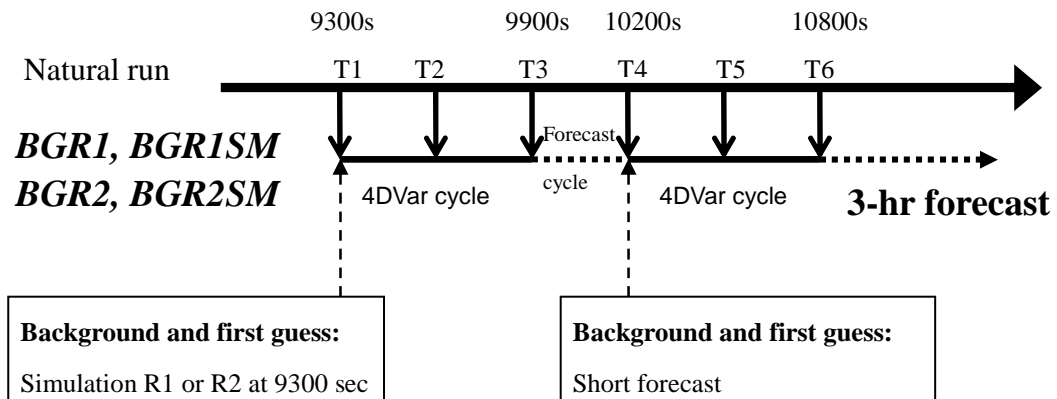 9300s 9900s 10200s 10800s
Natural run T1 T2 T3 T4 T5 T6
BGR1, BGR1SM
Forecast
BGR2, BGR2SM
4DVar cycle cycle 4DVar cycle
3-hr forecast
Background and first guess:
Simulation R1 or R2 at 9300 sec
Background and first guess:
Short forecast